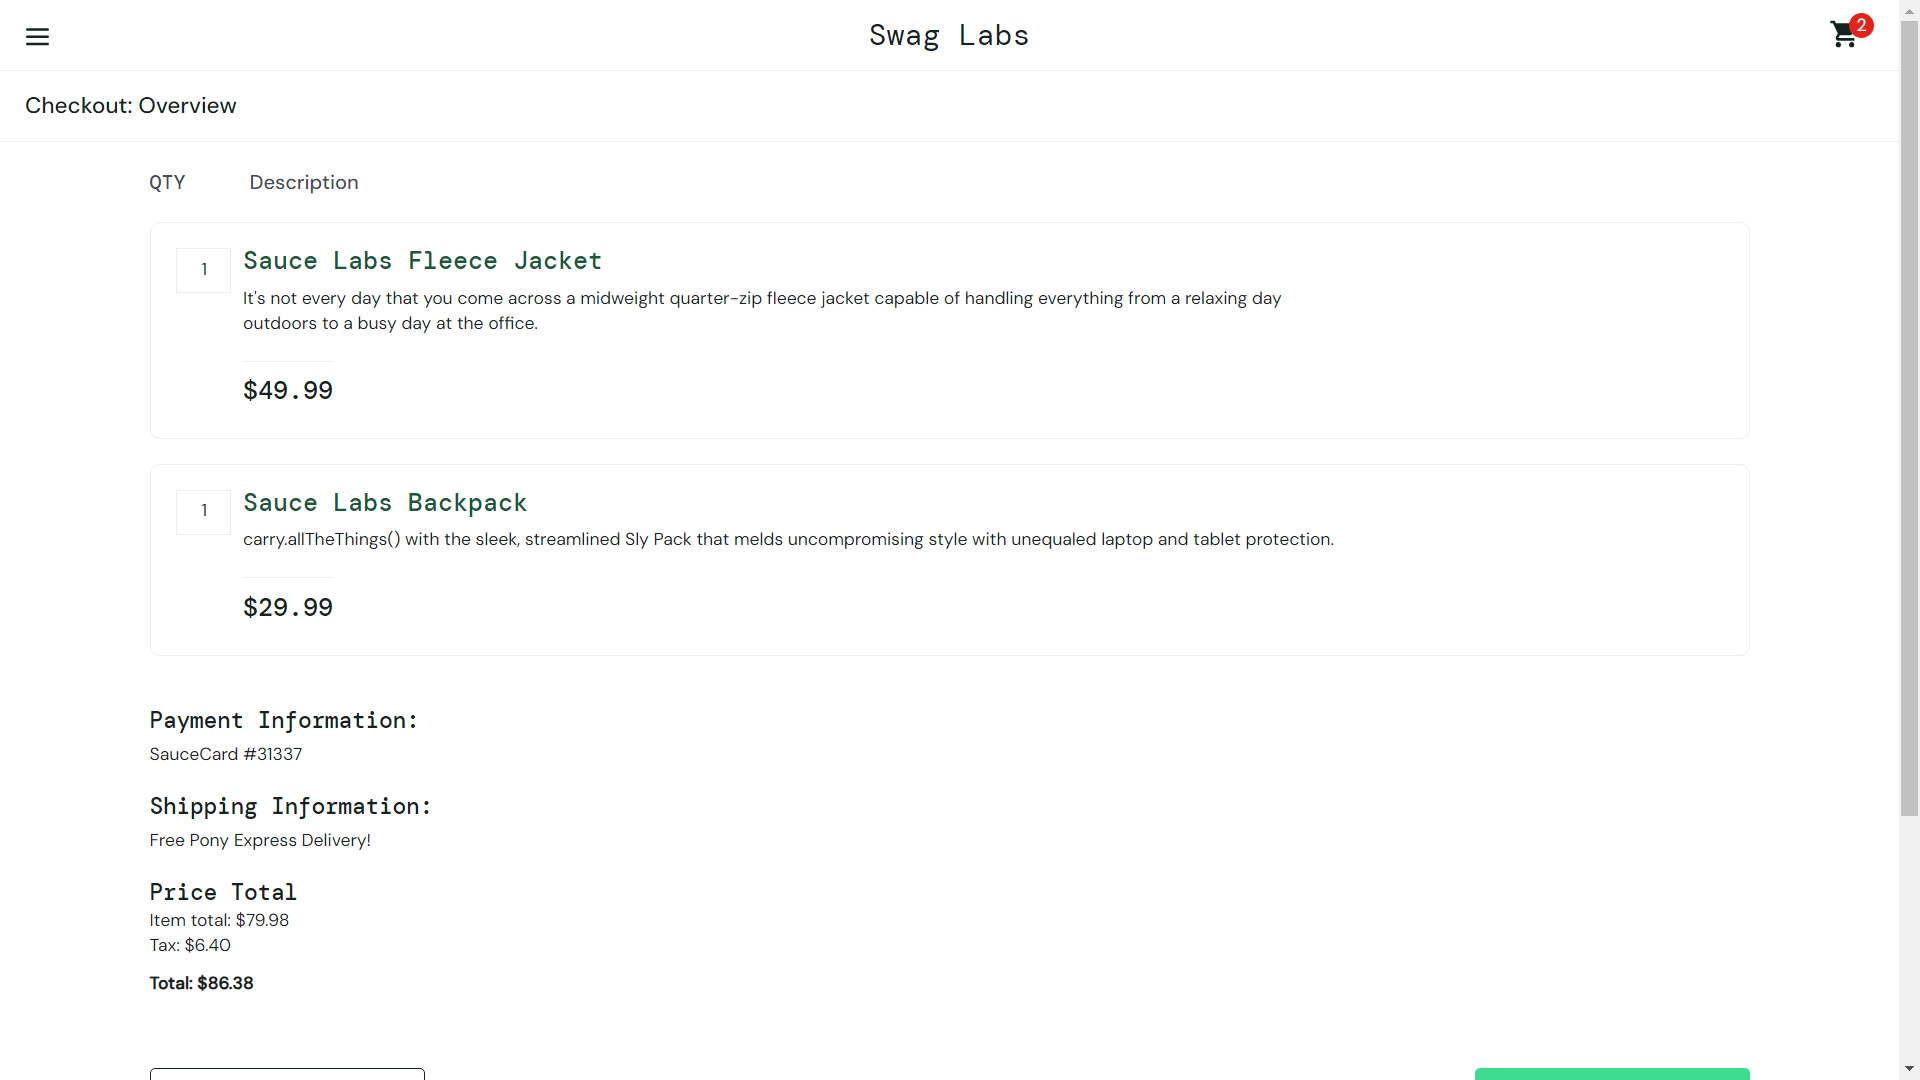 Swag Labs
2
Checkout: Overview
QTY Description
1
Sauce Labs Fleece Jacket
It's not every day that you come across a midweight quarter-zip fleece jacket capable of handling everything from a relaxing day
outdoors to a busy day at the office.
$49.99
1
Sauce Labs Backpack
carry.allTheThings() with the sleek, streamlined Sly Pack that melds uncompromising style with unequaled laptop and tablet protection.
$29.99
Payment Information:
SauceCard #31337
Shipping Information:
Free Pony Express Delivery!
Price Total
Item total: $79.98
Tax: $6.40
Total: $86.38